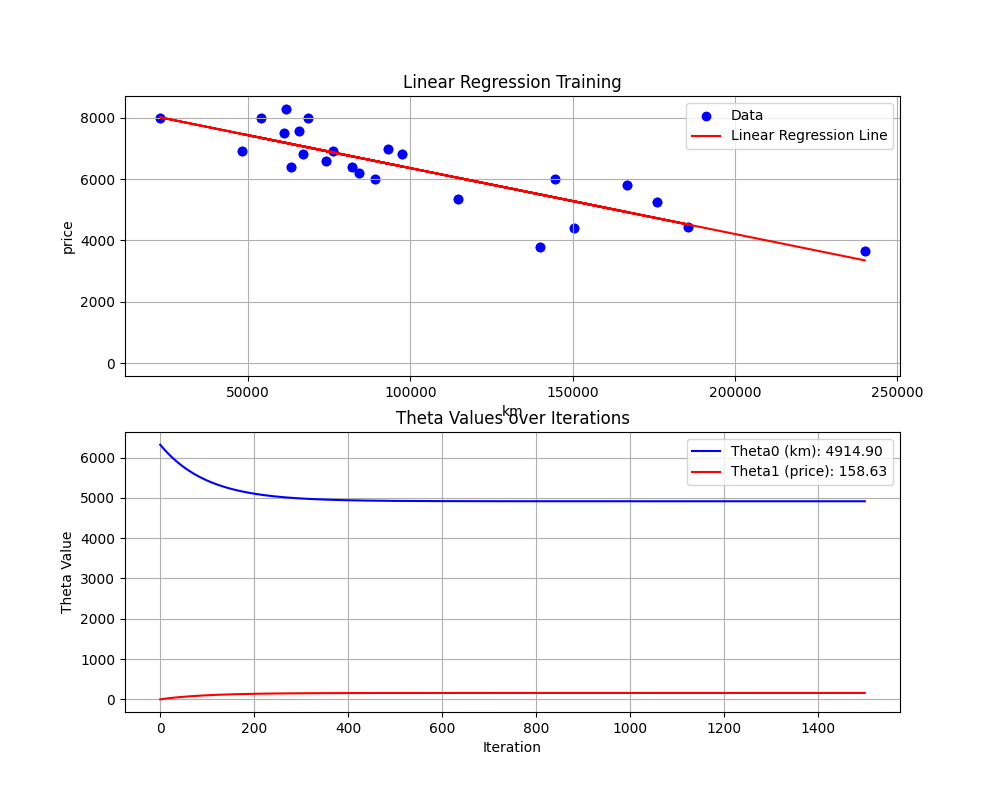 Linear Regression Training
8000
6000
4000
2000
0
price
Data
Linear Regression Line
50000 100000 150000 200000 250000
km
Theta Values over Iterations
6000
5000
4000
3000
2000
1000
0
Theta Value
Theta0 (km): 4914.90
Theta1 (price): 158.63
0 200 400 600 800 1000 1200 1400
Iteration